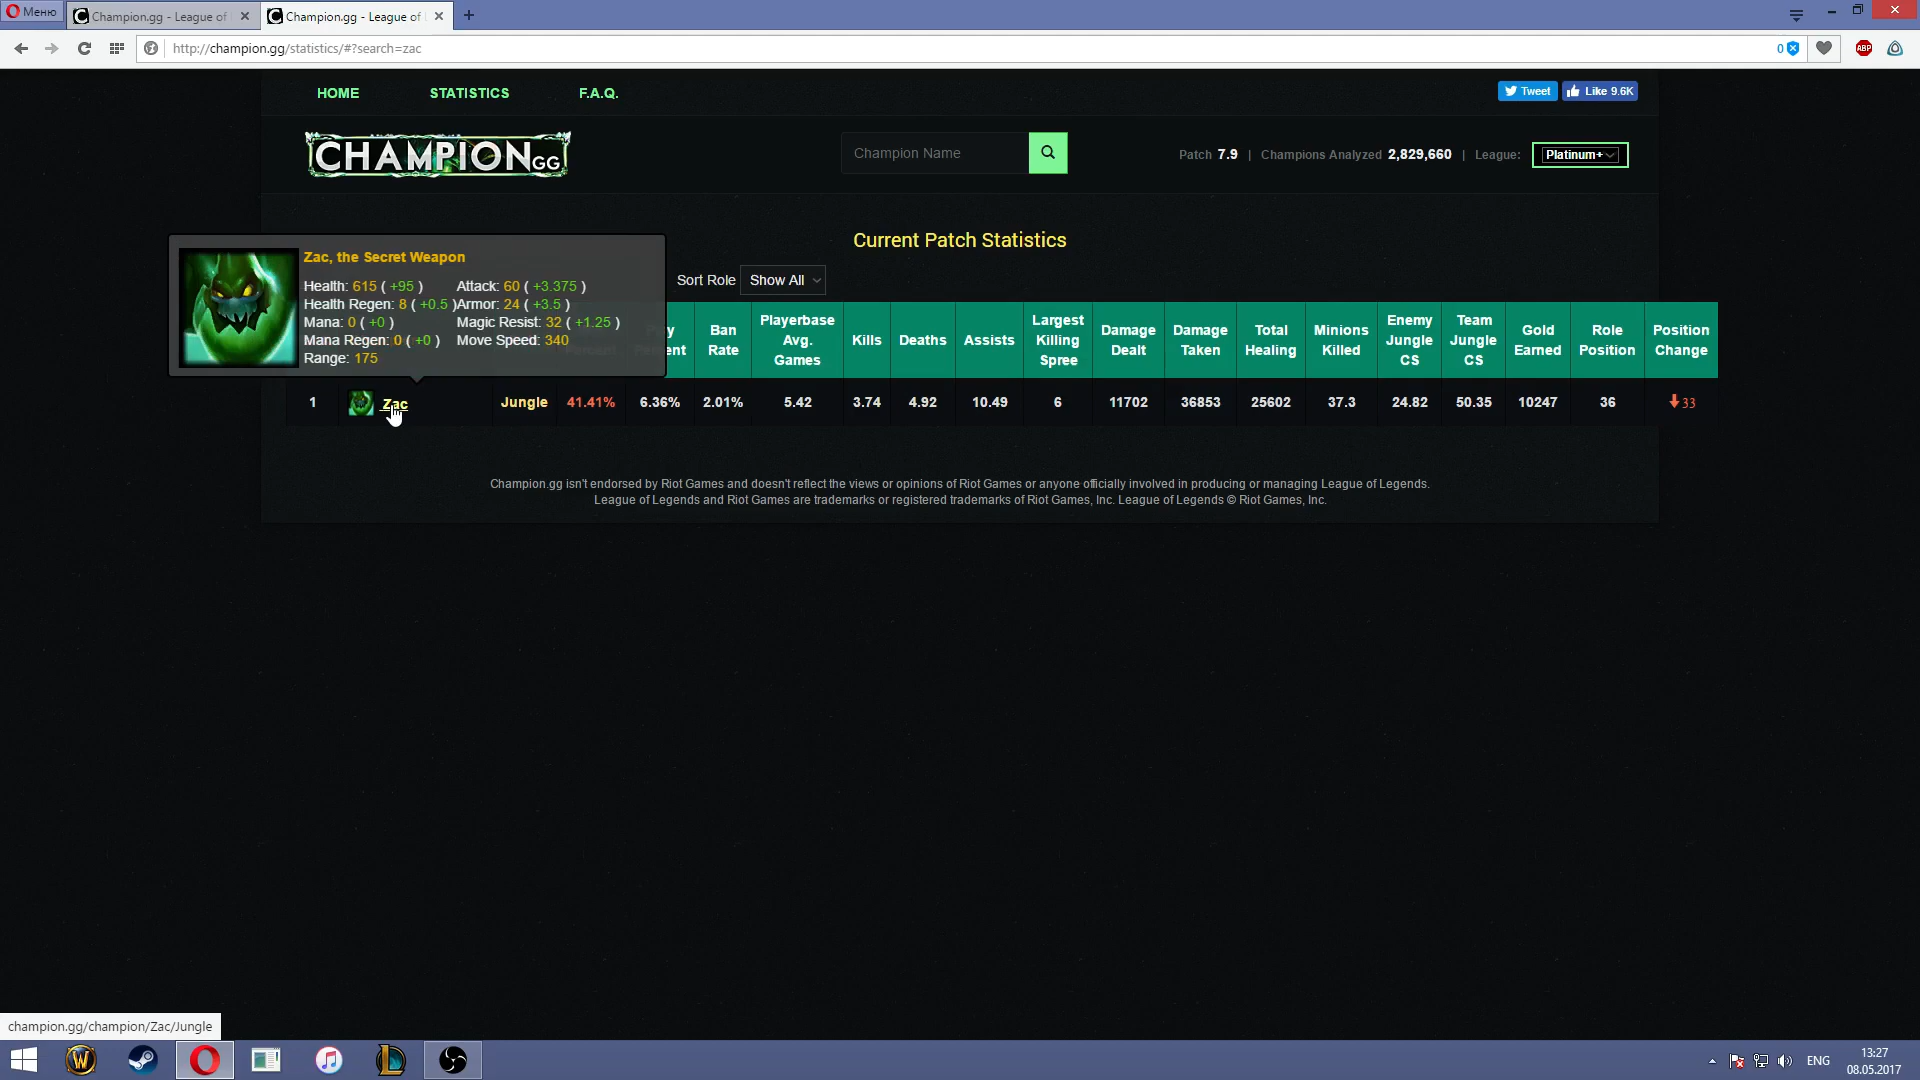 Меню
Champion.gg - League of
Champion.gg - League of
http://champion.gg/statistics/#?search=zac
0
ABP
HOME
STATISTICS
F.A.Q.
Tweet
Like 9.6K
CHAMPION GG
Champion Name
Patch 7.9 | Champions Analyzed 2,829,660 | League: Platinum+
Current Patch Statistics
Sort Role Show All
Zac, the Secret Weapon
Health: 615 ( +95 ) Attack: 60 ( +3.375 )
Health Regen: 8 ( +0.5 ) Armor: 24 ( +3.5 )
Mana: 0 ( +0 ) Magic Resist: 32 ( +1.25 )
Mana Regen: 0 ( +0 ) Move Speed: 340
Range: 175
Ban
Rate
Playerbase
Avg.
Games
Kills
Deaths
Assists
Largest
Killing
Spree
Damage
Dealt
Damage
Taken
Total
Healing
Minions
Killed
Enemy
Jungle
CS
Team
Jungle
CS
Gold
Earned
Role
Position
Position
Change
1 Zac Jungle 41.41% 6.36% 2.01% 5.42 3.74 4.92 10.49 6 11702 36853 25602 37.3 24.82 50.35 10247 36 33
Champion.gg isn't endorsed by Riot Games and doesn't reflect the views or opinions of Riot Games or anyone officially involved in producing or managing League of Legends.
League of Legends and Riot Games are trademarks or registered trademarks of Riot Games, Inc. League of Legends © Riot Games, Inc.
champion.gg/champion/Zac/Jungle
ENG
13:27
08.05.2017